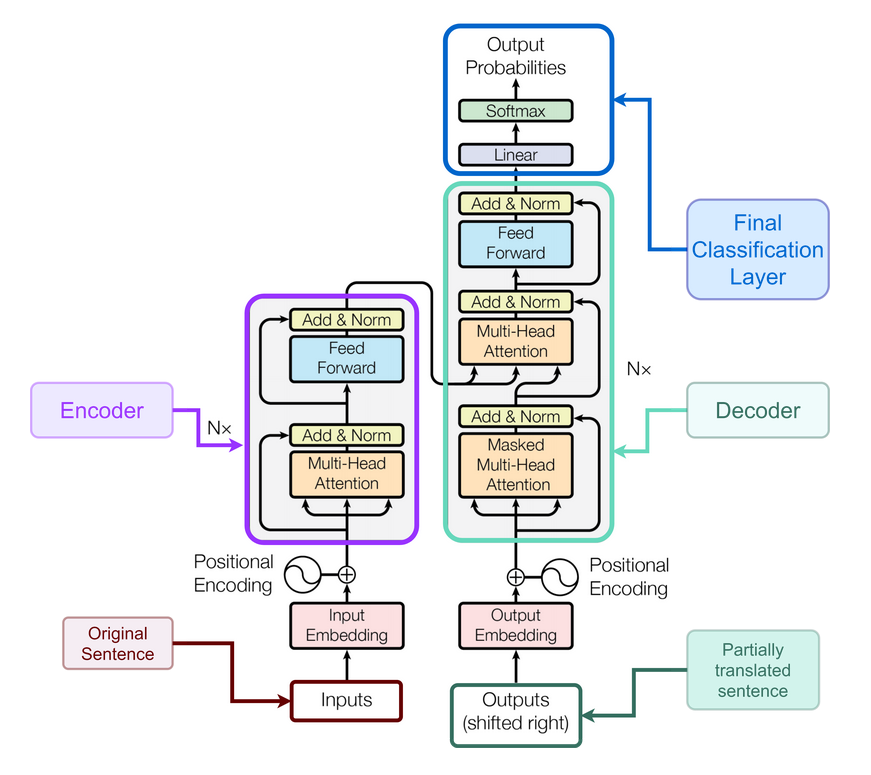 Output
Probabilities
Softmax
Linear
Add & Norm
Feed
Forward
Add & Norm
Multi-Head
Attention
Add & Norm
Masked
Multi-Head
Attention
N×
Final
Classification
Layer
Decoder
Add & Norm
Feed
Forward
Add & Norm
Multi-Head
Attention
Encoder
N×
Positional
Encoding
Positional
Encoding
Input
Embedding
Output
Embedding
Original
Sentence
Inputs
Outputs
(shifted right)
Partially
translated
sentence